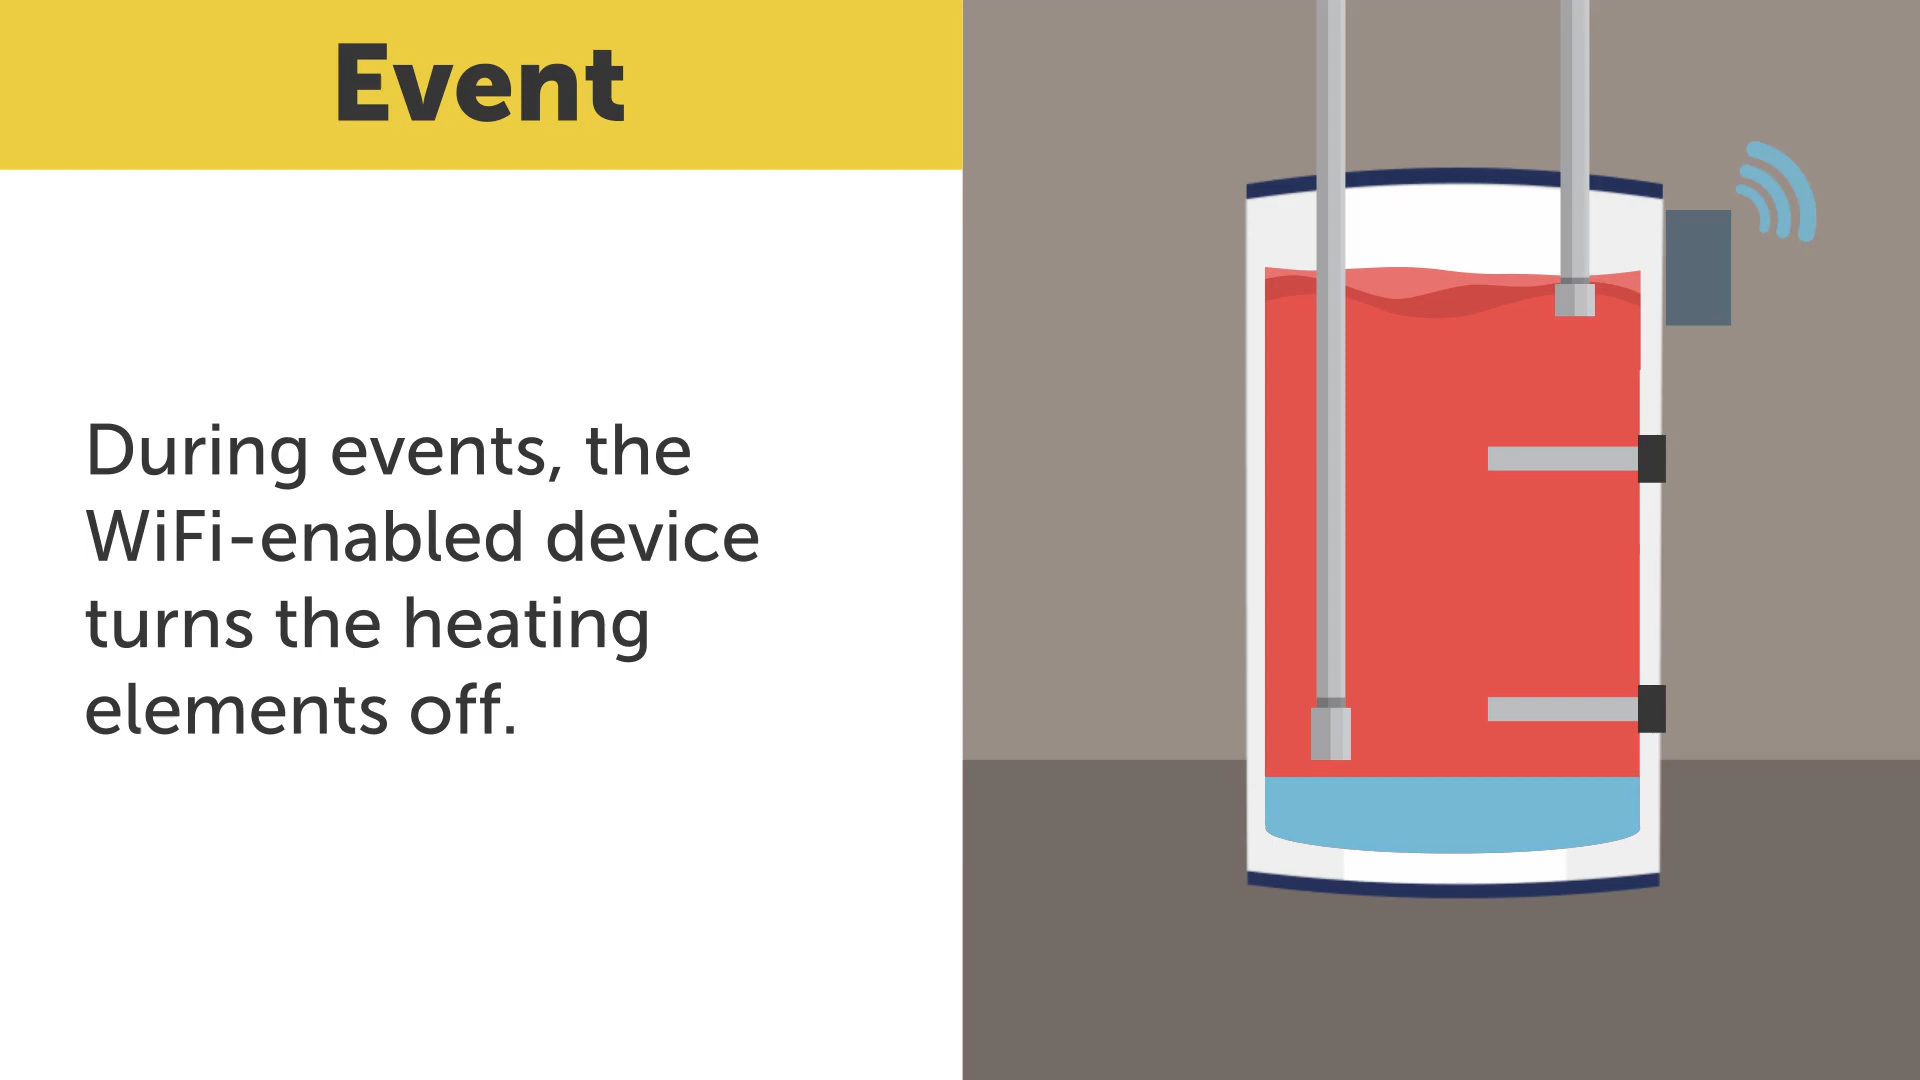 Event
During events, the
WiFi-enabled device
turns the heating
elements off.